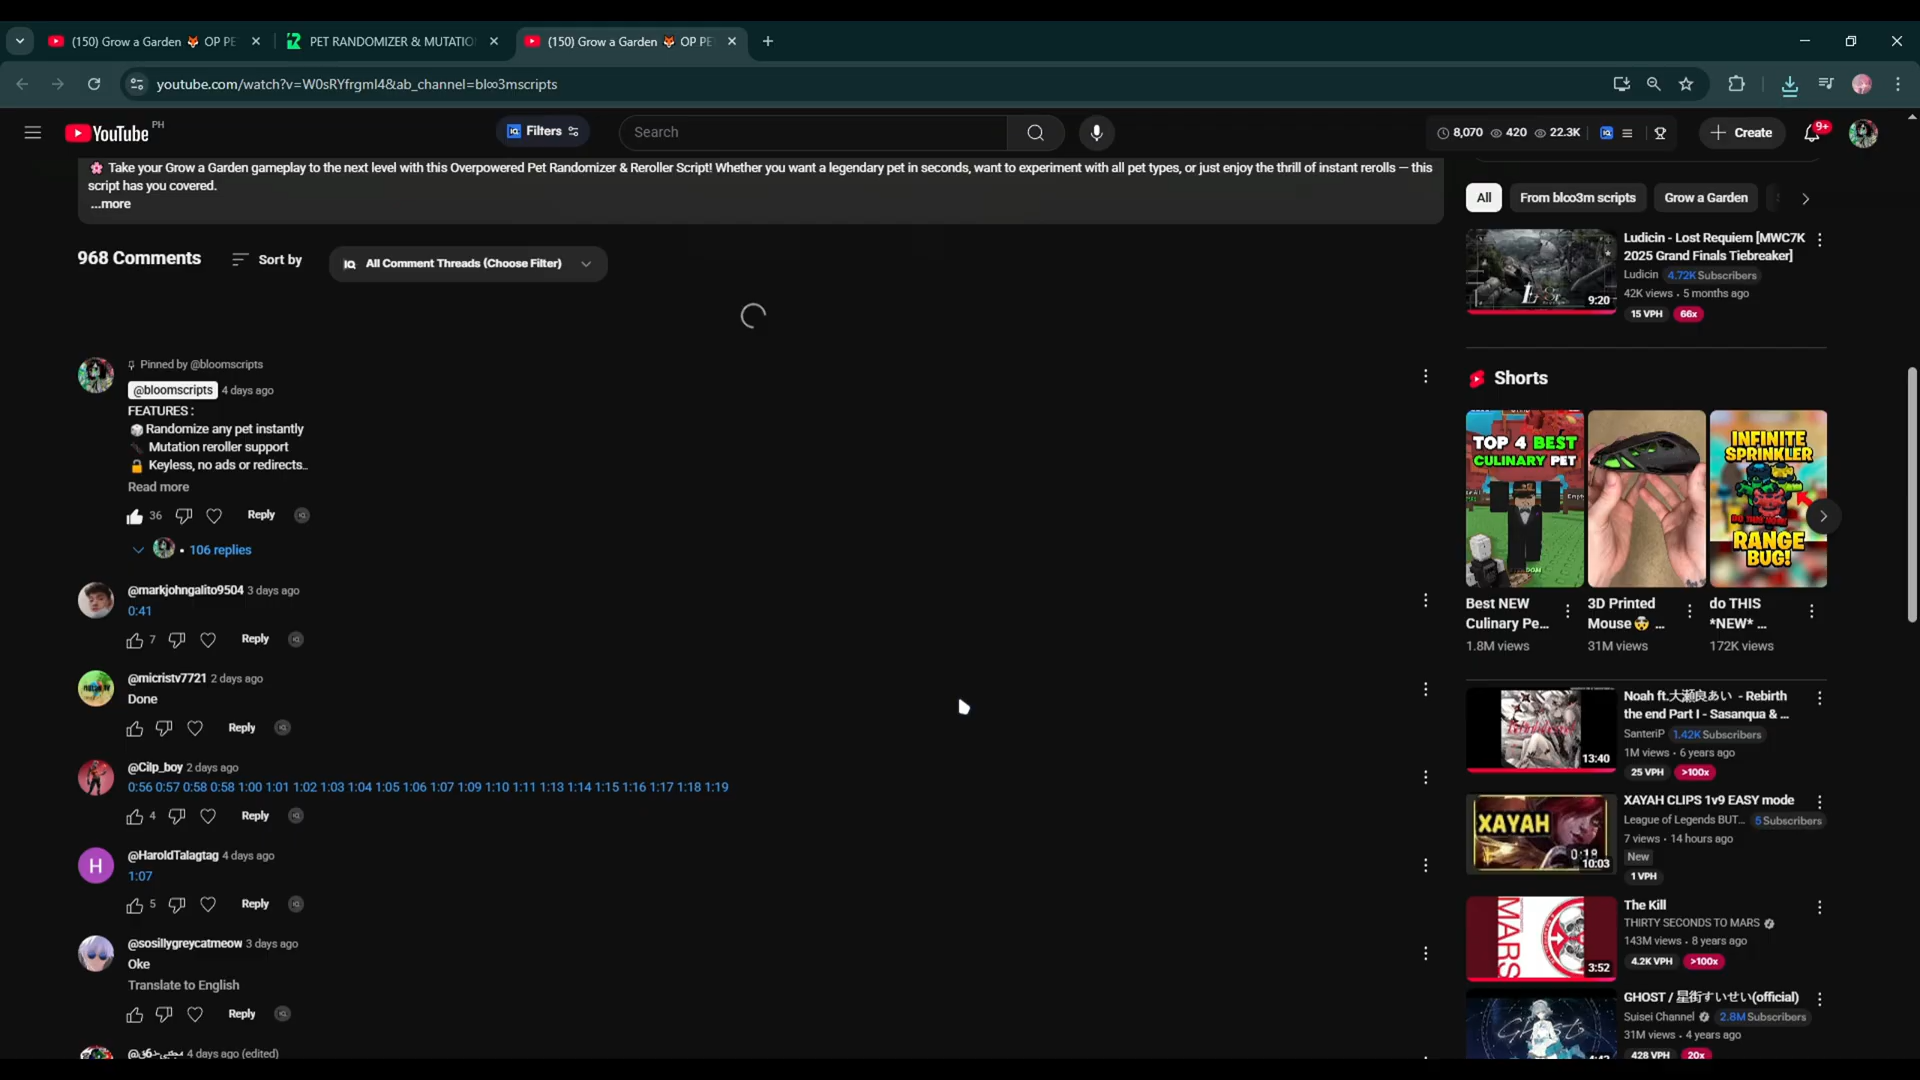 (150) Grow a Garden 🦊 OP PE
PET RANDOMIZER & MUTATIO
(150) Grow a Garden 🦊 OP PE
youtube.com/watch?v=W0sRYfrgmI4&ab_channel=bloo3mscripts
YouTube PH
Filters
Search
8,070 420 22.3K
Create
9+
🌸 Take your Grow a Garden gameplay to the next level with this Overpowered Pet Randomizer & Reroller Script! Whether you want a legendary pet in seconds, want to experiment with all pet types, or just enjoy the thrill of instant rerolls — this
script has you covered.
...more
968 Comments
Sort by
All Comment Threads (Choose Filter)
Pinned by @bloomscripts
@bloomscripts 4 days ago
FEATURES :
🎲 Randomize any pet instantly
Mutation reroller support
🔒 Keyless, no ads or redirects..
Read more
36 Reply
• 106 replies
@markjohngalito9504 3 days ago
0:41
7 Reply
@micristv7721 2 days ago
Done
Reply
@Cilp_boy 2 days ago
0:56 0:57 0:58 0:58 1:00 1:01 1:02 1:03 1:04 1:05 1:06 1:07 1:09 1:10 1:11 1:13 1:14 1:15 1:16 1:17 1:18 1:19
4 Reply
H
@HaroldTalagtag 4 days ago
1:07
5 Reply
@sosillygreycatmeow 3 days ago
Oke
Translate to English
Reply
4 days ago (edited)
All
From bloo3m scripts
Grow a Garden
9:20
Ludicin - Lost Requiem [MWC7K
2025 Grand Finals Tiebreaker]
Ludicin 4.72K Subscribers
42K views • 5 months ago
15 VPH 66x
Shorts
TOP 4 BEST
CULINARY PET
INFINITE
SPRINKLER
RANGE
BUG!
Best NEW
Culinary Pe...
1.8M views
3D Printed
Mouse 🤯 ...
31M views
do THIS
*NEW* ...
172K views
13:40
Noah ft.大瀬良あい - Rebirth
the end Part I - Sasanqua & ...
SanteriP 1.42K Subscribers
1M views • 6 years ago
25 VPH >100x
XAYAH
0:18
10:03
XAYAH CLIPS 1v9 EASY mode
League of Legends BUT... 5 Subscribers
7 views • 14 hours ago
New
1 VPH
MARS
3:52
The Kill
THIRTY SECONDS TO MARS
143M views • 8 years ago
4.2K VPH >100x
GHOST / 星街すいせい(official)
Suisei Channel 2.8M Subscribers
31M views • 4 years ago
428 VPH 20x